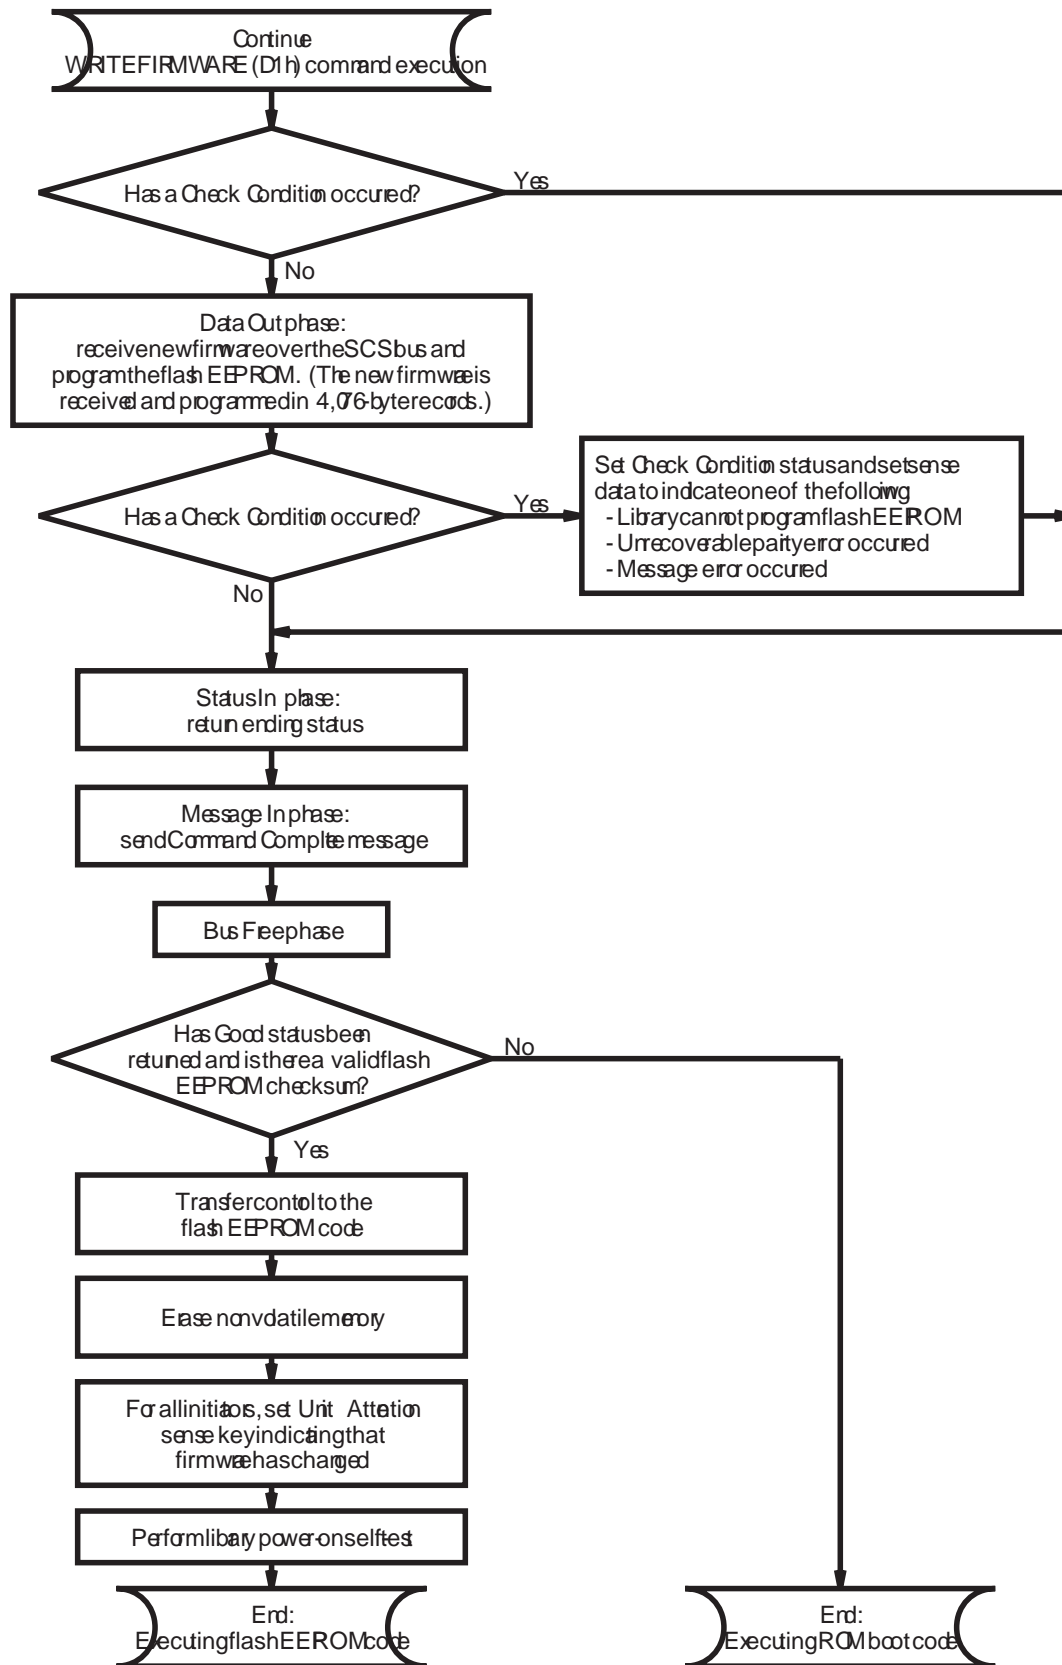 Continue
WRITE FIRMWARE (D1h) command execution
Has a Check Condition occurred?
Yes
No
Data Out phase:
receive new firmware over the SCSI bus and
program the flash EEPROM. (The new firmware is
received and programmed in 4,076-byte records.)
Has a Check Condition occurred?
Yes
Set Check Condition status and set sense
data to indicate one of the following
- Library cannot program flash EEPROM
- Unrecoverable parity error occurred
- Message error occurred
No
Status In phase:
return ending status
Message In phase:
send Command Complete message
Bus Free phase
Has Good status been
returned and is there a valid flash
EEPROM checksum?
No
Yes
Transfer control to the
flash EEPROM code
Erase nonvolatile memory
For all initiators, set Unit Attention
sense key indicating that
firmware has changed
Perform library power-on self-test
End:
Executing flash EEPROM code
End:
Executing ROM boot code